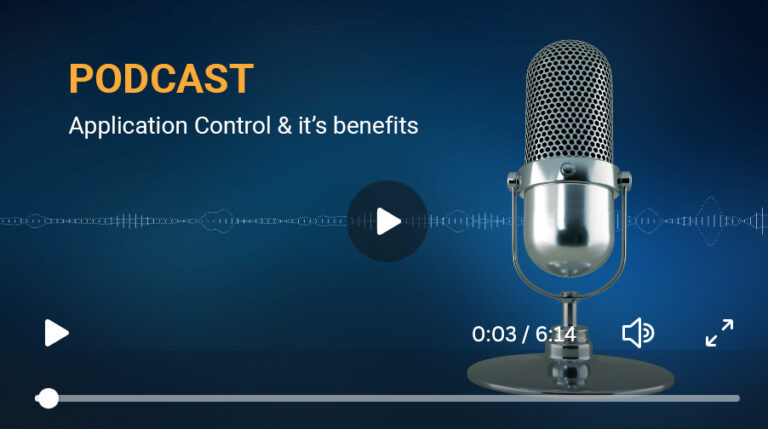 PODCAST
Application Control & it’s benefits
0:03 / 6:14